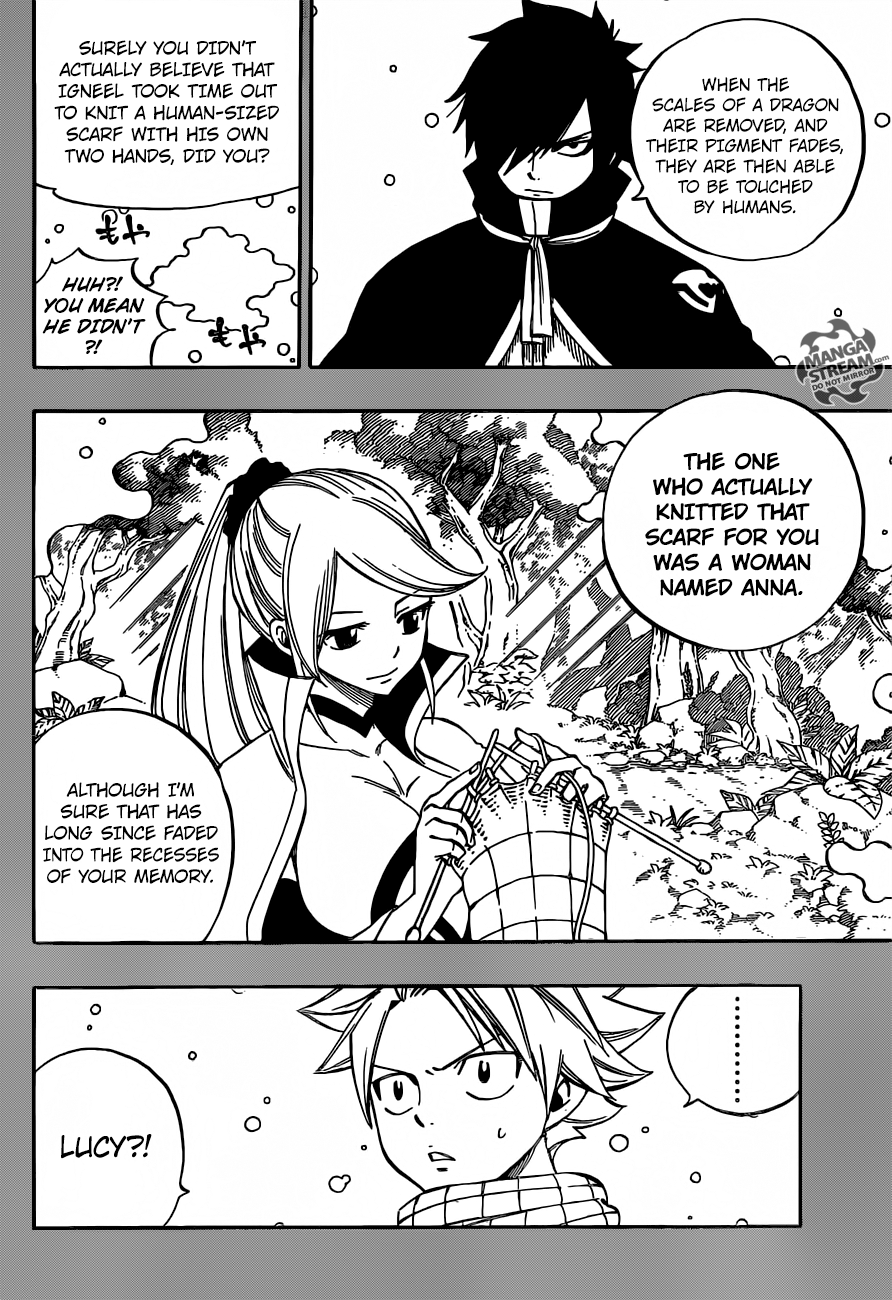 WHEN THE
SCALES OF A DRAGON
ARE REMOVED, AND
THEIR PIGMENT FADES,
THEY ARE THEN ABLE
TO BE TOUCHED
BY HUMANS.
SURELY YOU DIDN'T
ACTUALLY BELIEVE THAT
IGNEEL TOOK TIME OUT
TO KNIT A HUMAN-SIZED
SCARF WITH HIS OWN
TWO HANDS, DID YOU?
HUH?!
YOU MEAN
HE DIDN'T
?!
MANGA
STREAM.com
DO NOT MIRROR
THE ONE
WHO ACTUALLY
KNITTED THAT
SCARF FOR YOU
WAS A WOMAN
NAMED ANNA.
ALTHOUGH I'M
SURE THAT HAS
LONG SINCE FADED
INTO THE RECESSES
OF YOUR MEMORY.
.........
LUCY?!